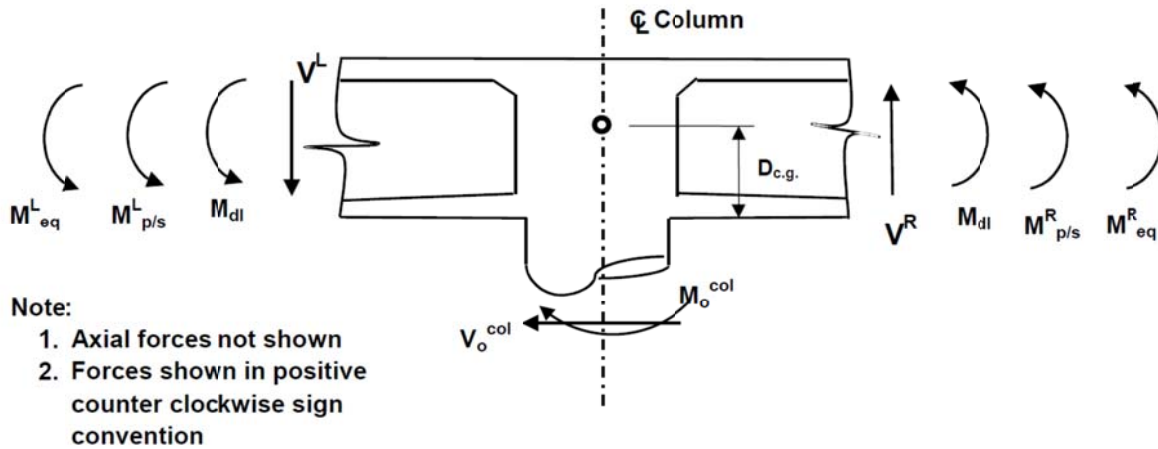 ℄ Column
V^L
D_c.g.
M^L_eq
M^L_p/s
M_dl
V^R
M_dl
M^R_p/s
M^R_eq
M_o^col
V_o^col
Note:
1. Axial forces not shown
2. Forces shown in positive
counter clockwise sign
convention